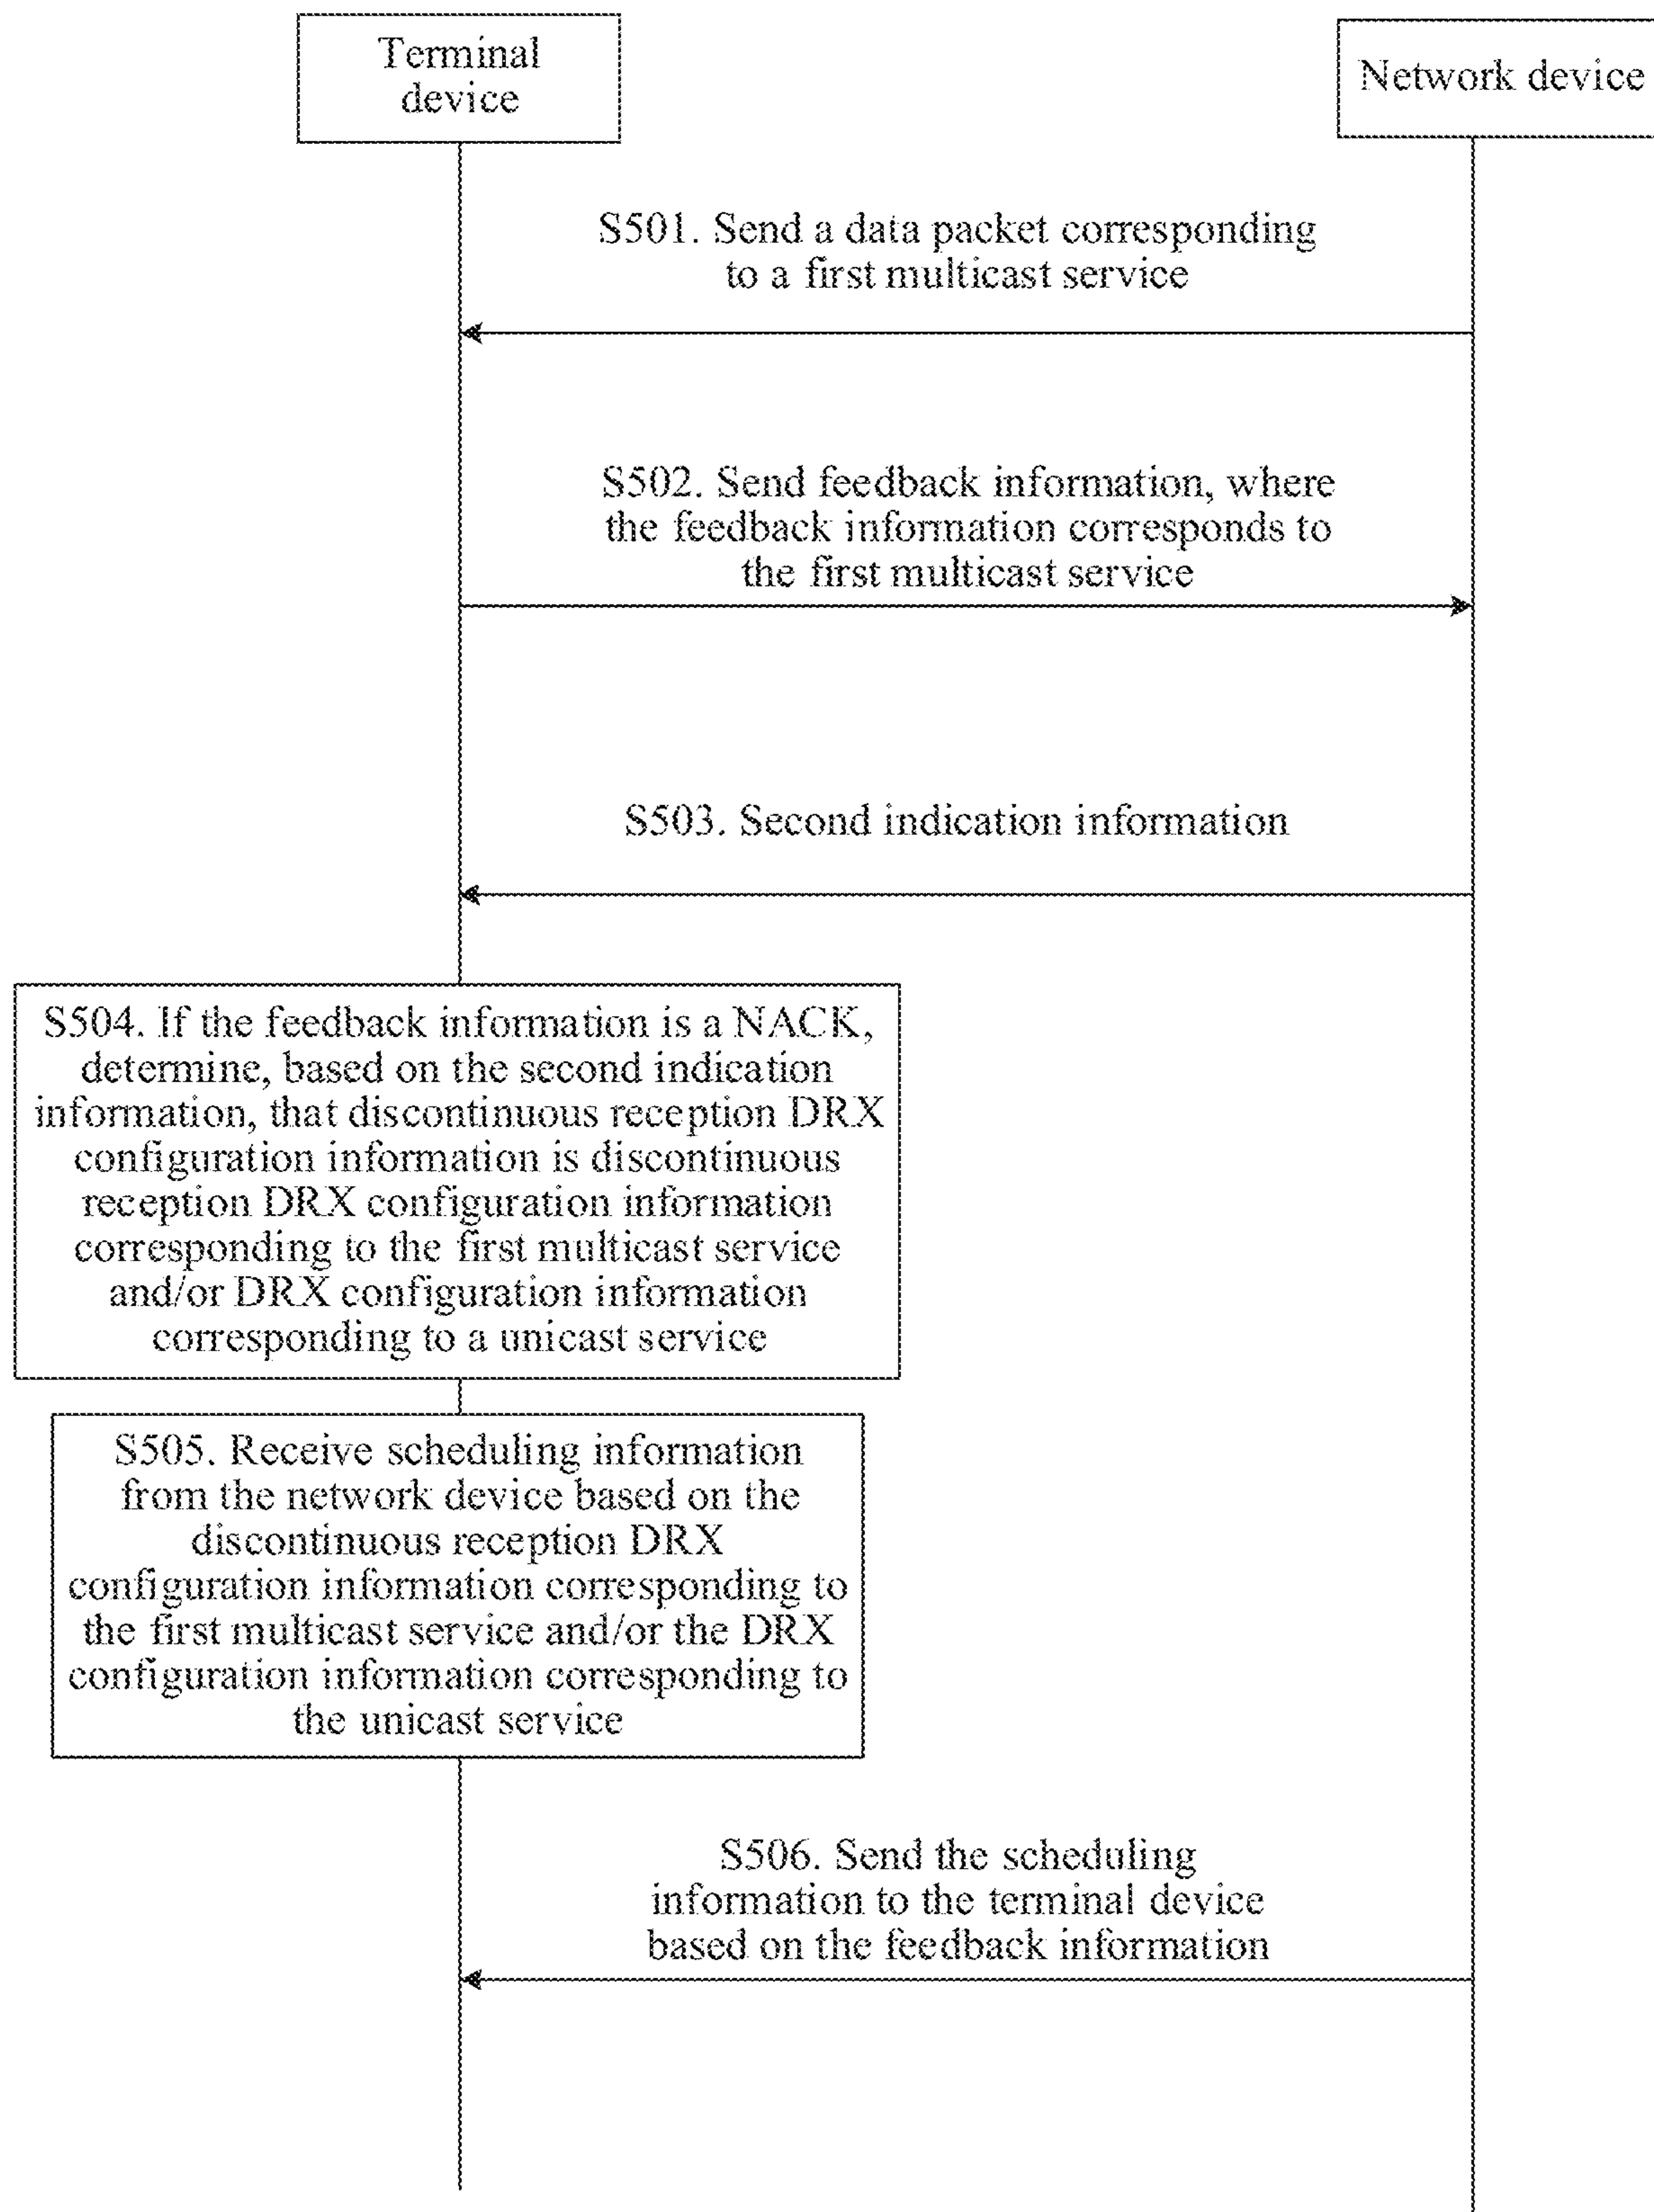 Terminal
device
Network device
S501. Send a data packet corresponding
to a first multicast service
S502. Send feedback information, where
the feedback information corresponds to
the first multicast service
S503. Second indication information
S504. If the feedback information is a NACK,
determine, based on the second indication
information, that discontinuous reception DRX
configuration information is discontinuous
reception DRX configuration information
corresponding to the first multicast service
and/or DRX configuration information
corresponding to a unicast service
S505. Receive scheduling information
from the network device based on the
discontinuous reception DRX
configuration information corresponding to
the first multicast service and/or the DRX
configuration information corresponding to
the unicast service
S506. Send the scheduling
information to the terminal device
based on the feedback information